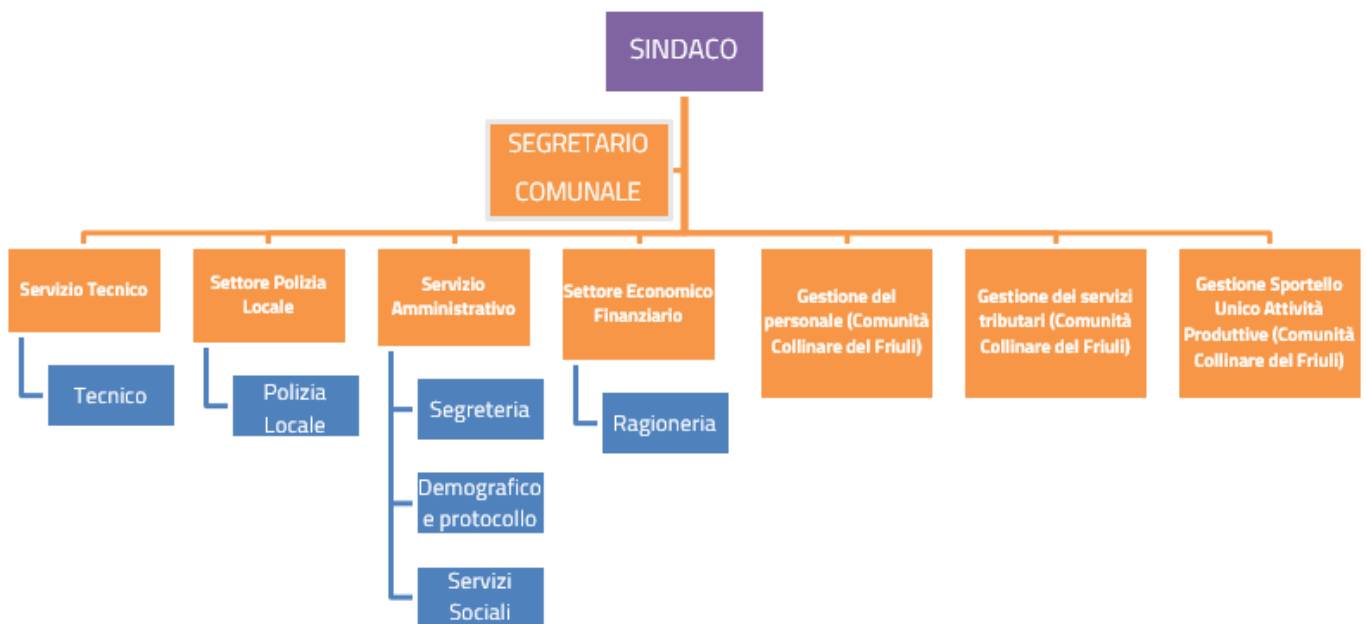 SINDACO
SEGRETARIO
COMUNALE
Servizio Tecnico
Settore Polizia
Locale
Servizio
Amministrativo
Settore Economico
Finanziario
Gestione del
personale (Comunità
Collinare del Friuli)
Gestione dei servizi
tributari (Comunità
Collinare del Friuli)
Gestione Sportello
Unico Attività
Produttive (Comunità
Collinare del Friuli)
Tecnico
Polizia
Locale
Segreteria
Demografico
e protocollo
Servizi
Sociali
Ragioneria